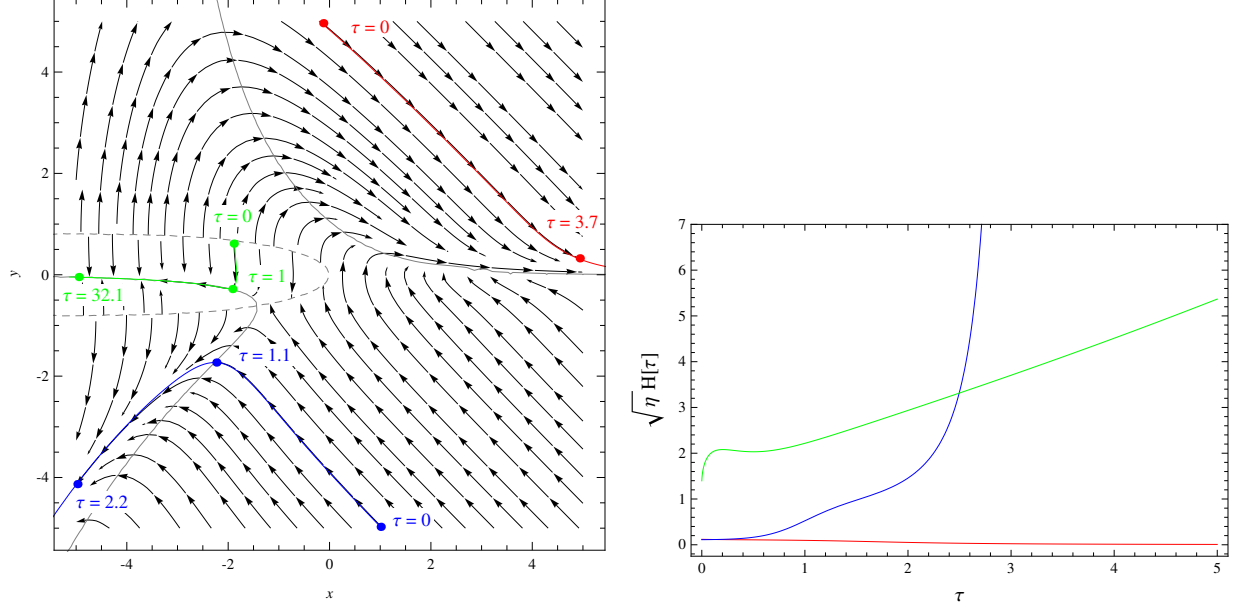 τ = 0
4
2
τ = 0
τ = 3.7
y
0
τ = 1
τ = 32.1
-2
τ = 1.1
-4
τ = 2.2
τ = 0
-4 -2 0 2 4
x
7
6
5
4
3
2
1
0
√η H[τ]
0 1 2 3 4 5
τ